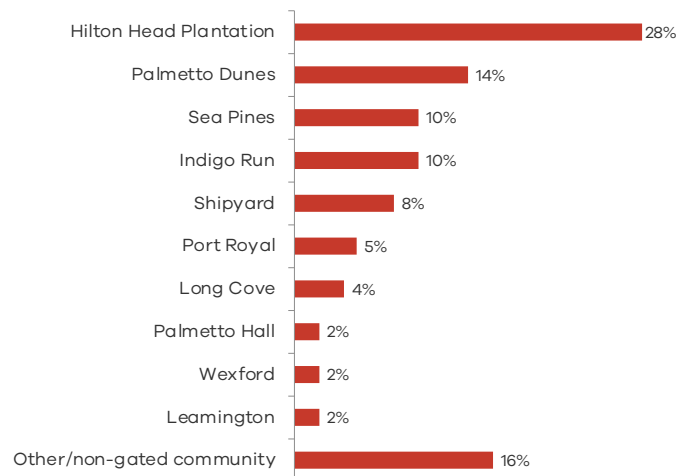 Hilton Head Plantation 28%
Palmetto Dunes 14%
Sea Pines 10%
Indigo Run 10%
Shipyard 8%
Port Royal 5%
Long Cove 4%
Palmetto Hall 2%
Wexford 2%
Leamington 2%
Other/non-gated community 16%